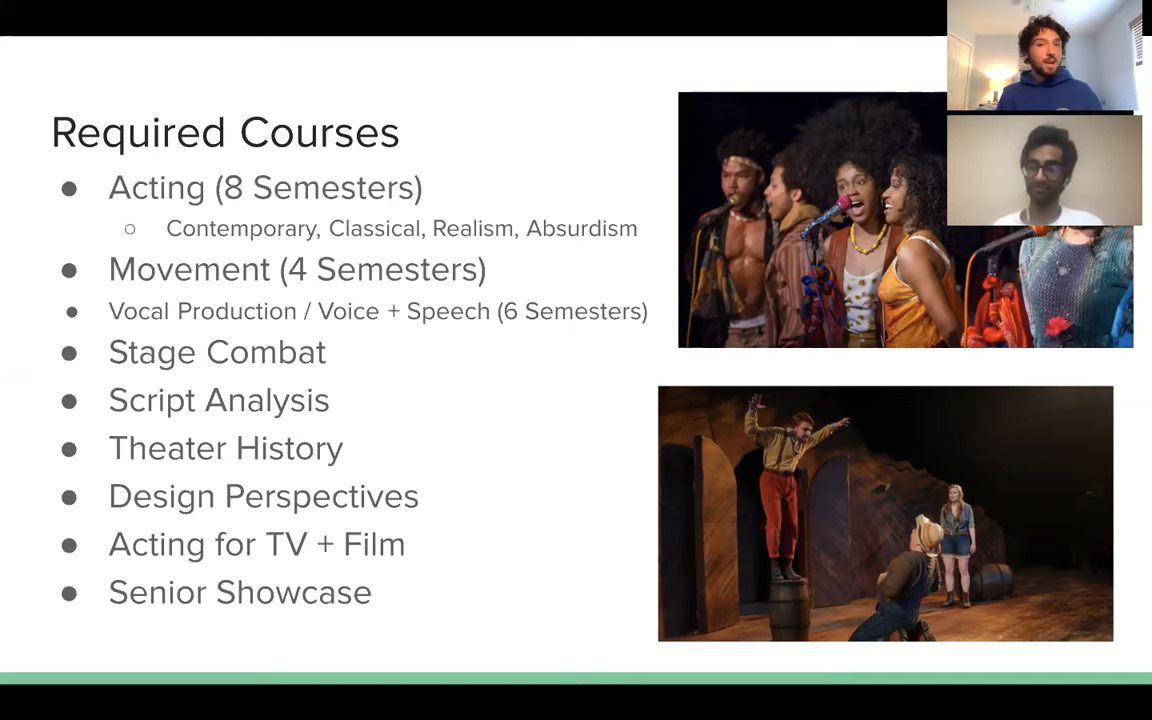 Required Courses
● Acting (8 Semesters)
○ Contemporary, Classical, Realism, Absurdism
● Movement (4 Semesters)
● Vocal Production / Voice + Speech (6 Semesters)
● Stage Combat
● Script Analysis
● Theater History
● Design Perspectives
● Acting for TV + Film
● Senior Showcase